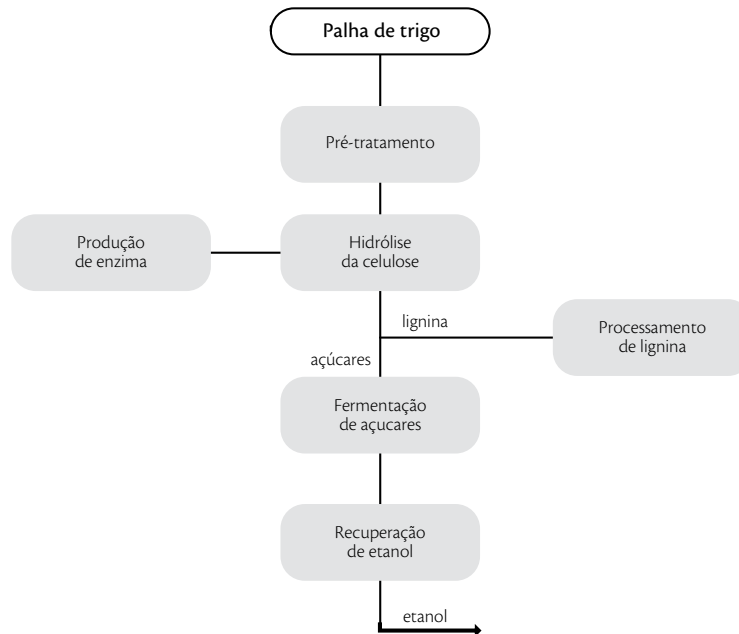 Palha de trigo
Pré-tratamento
Produção
de enzima
Hidrólise
da celulose
lignina
Processamento
de lignina
açúcares
Fermentação
de açucares
Recuperação
de etanol
etanol